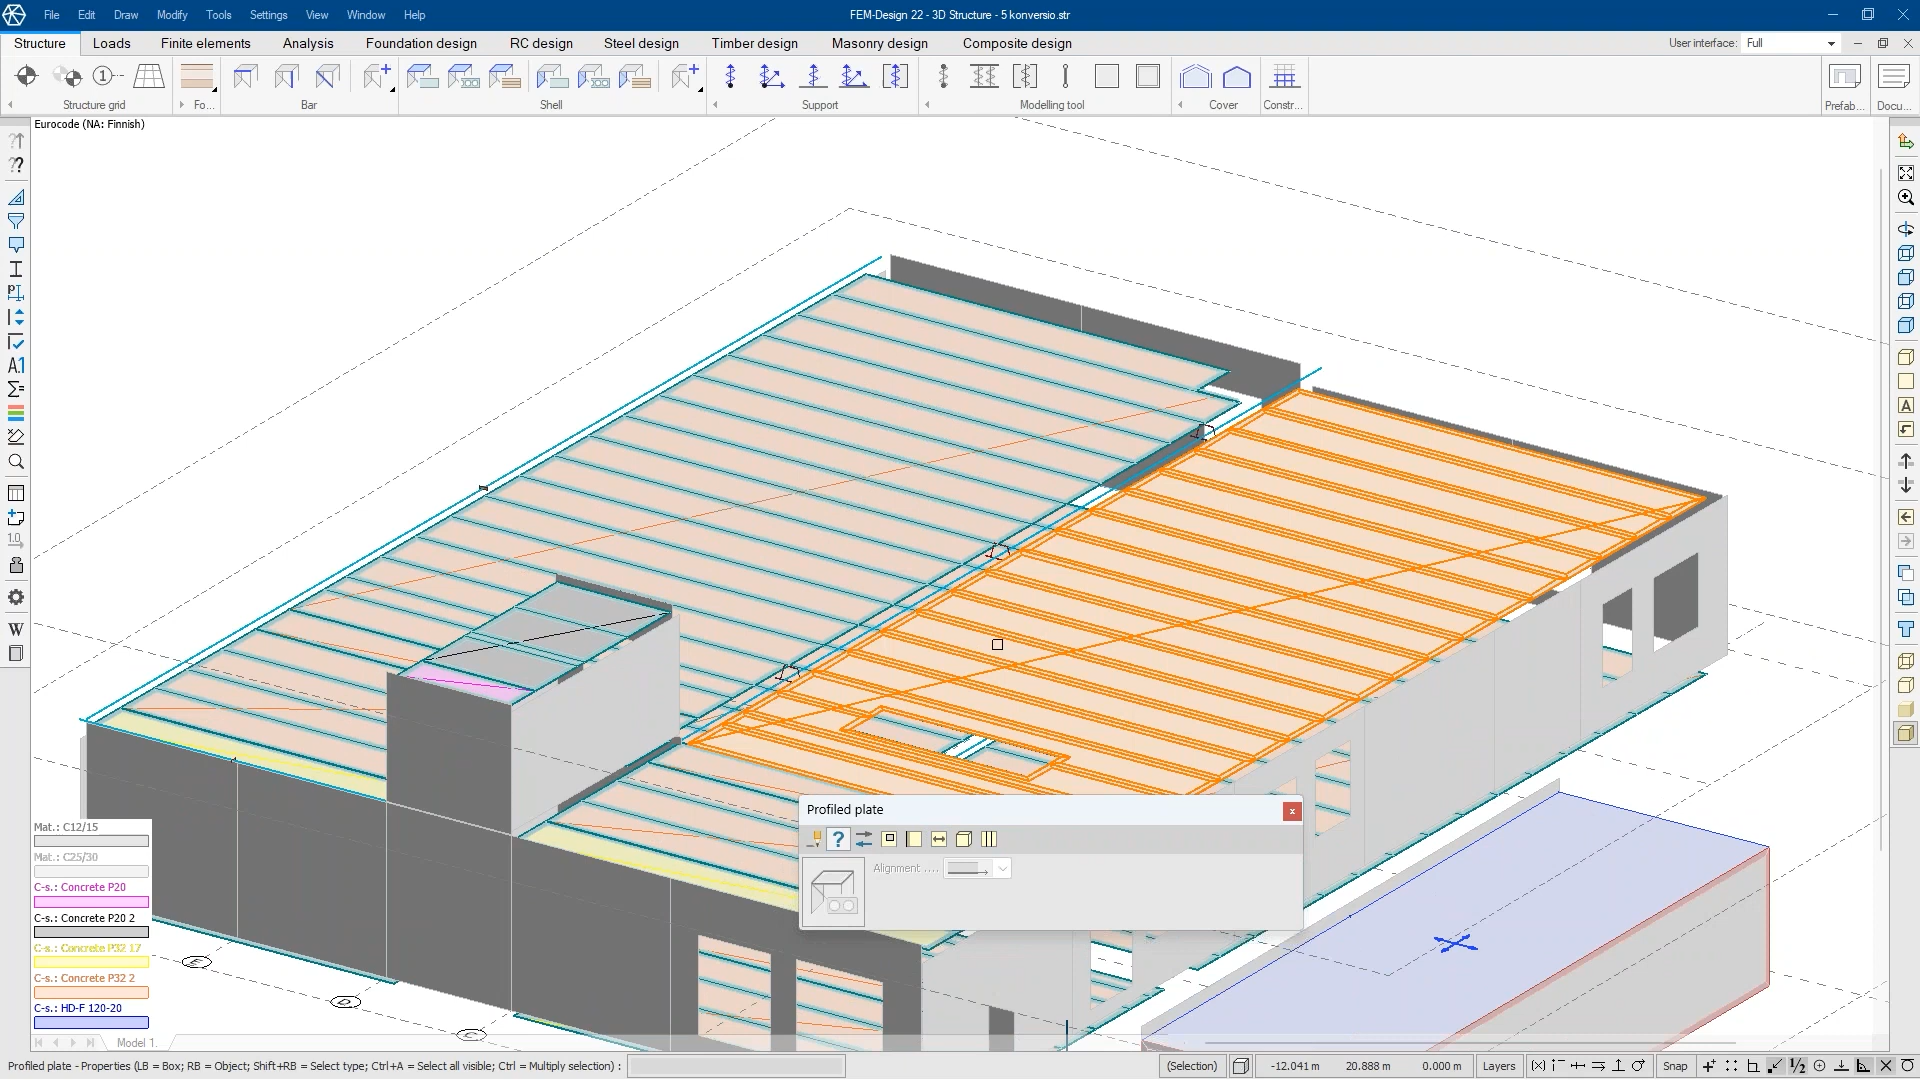 File Edit Draw Modify Tools Settings View Window Help
FEM-Design 22 - 3D Structure - 5 konversio.str
Structure Loads Finite elements Analysis Foundation design RC design Steel design Timber design Masonry design Composite design
User interface: Full
Structure grid Fo... Bar Shell Support Modelling tool Cover Constr... Prefab... Docu...
Eurocode (NA: Finnish)
Profiled plate
Alignment ....
Mat.: C12/15
Mat.: C25/30
C-s.: Concrete P20
C-s.: Concrete P20 2
C-s.: Concrete P32 17
C-s.: Concrete P32 2
C-s.: HD-F 120-20
E
D
C
Model 1.
Profiled plate - Properties (LB = Box; RB = Object; Shift+RB = Select type; Ctrl+A = Select all visible; Ctrl = Multiply selection) :
(Selection) -12.041 m 20.888 m 0.000 m Layers Snap